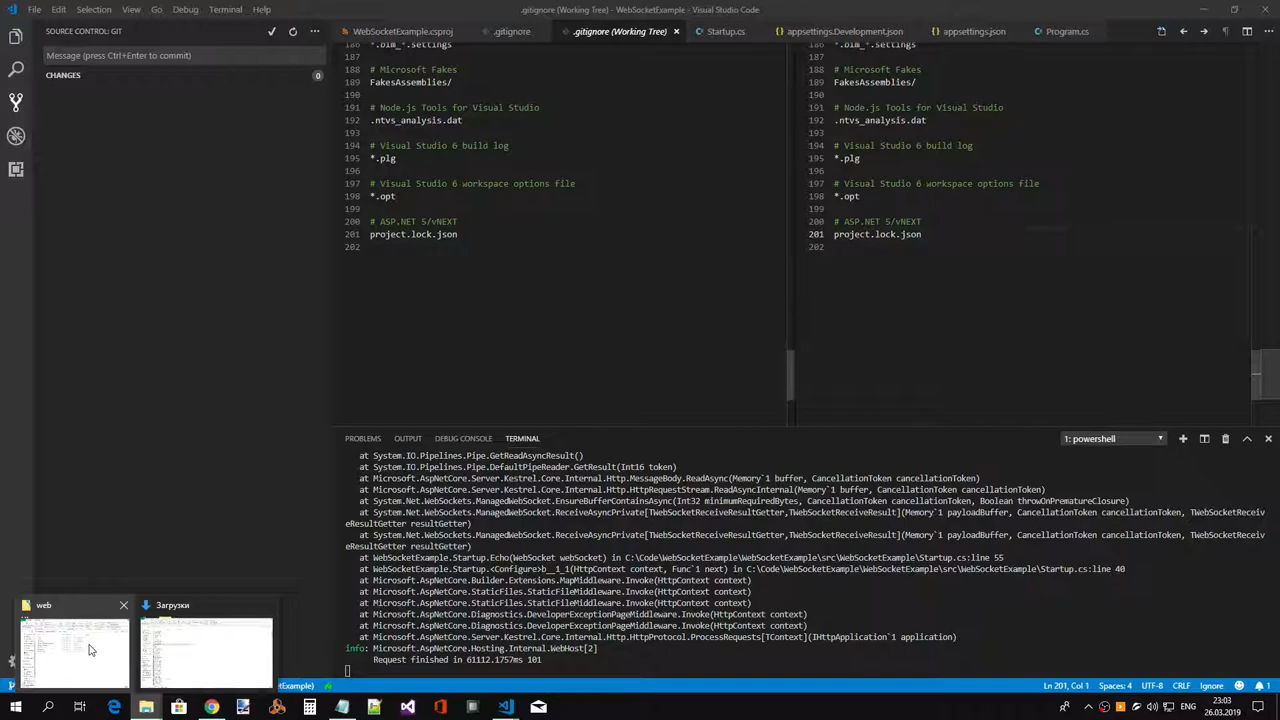 File Edit Selection View Go Debug Terminal Help
.gitignore (Working Tree) - WebSocketExample - Visual Studio Code
SOURCE CONTROL: GIT
WebSocketExample.csproj
.gitignore
.gitignore (Working Tree)
Startup.cs
appsettings.Development.json
appsettings.json
Program.cs
Message (press Ctrl+Enter to commit)
CHANGES
0
187
188 # Microsoft Fakes
189 FakesAssemblies/
190
191 # Node.js Tools for Visual Studio
192 .ntvs_analysis.dat
193
194 # Visual Studio 6 build log
195 *.plg
196
197 # Visual Studio 6 workspace options file
198 *.opt
199
200 # ASP.NET 5/vNEXT
201 project.lock.json
202
187
188 # Microsoft Fakes
189 FakesAssemblies/
190
191 # Node.js Tools for Visual Studio
192 .ntvs_analysis.dat
193
194 # Visual Studio 6 build log
195 *.plg
196
197 # Visual Studio 6 workspace options file
198 *.opt
199
200 # ASP.NET 5/vNEXT
201 project.lock.json
202
PROBLEMS OUTPUT DEBUG CONSOLE TERMINAL
1: powershell
at System.IO.Pipelines.Pipe.GetReadAsyncResult()
at System.IO.Pipelines.Pipe.DefaultPipeReader.GetResult(Int16 token)
at Microsoft.AspNetCore.Server.Kestrel.Core.Internal.Http.MessageBody.ReadAsync(Memory`1 buffer, CancellationToken cancellationToken)
at Microsoft.AspNetCore.Server.Kestrel.Core.Internal.Http.HttpRequestStream.ReadAsyncInternal(Memory`1 buffer, CancellationToken cancellationToken)
at System.Net.WebSockets.ManagedWebSocket.EnsureBufferContainsAsync(Int32 minimumRequiredBytes, CancellationToken cancellationToken, Boolean throwOnPrematureClosure)
at System.Net.WebSockets.ManagedWebSocket.ReceiveAsyncPrivate[TWebSocketReceiveResultGetter,TWebSocketReceiveResult](Memory`1 payloadBuffer, CancellationToken cancellationToken, TWebSocketReceiv
eResultGetter resultGetter)
at System.Net.WebSockets.ManagedWebSocket.ReceiveAsyncPrivate[TWebSocketReceiveResultGetter,TWebSocketReceiveResult](Memory`1 payloadBuffer, CancellationToken cancellationToken, TWebSocketReceiv
eResultGetter resultGetter)
at WebSocketExample.Startup.Echo(WebSocket webSocket) in C:\Code\WebSocketExample\WebSocketExample\src\WebSocketExample\Startup.cs:line 55
at WebSocketExample.Startup.<Configure>b__1_1(HttpContext context, Func`1 next) in C:\Code\WebSocketExample\WebSocketExample\src\WebSocketExample\Startup.cs:line 40
at Microsoft.AspNetCore.Builder.Extensions.MapMiddleware.Invoke(HttpContext context)
at Microsoft.AspNetCore.StaticFiles.StaticFileMiddleware.Invoke(HttpContext context)
at Microsoft.AspNetCore.StaticFiles.StaticFileMiddleware.Invoke(HttpContext context)
at Microsoft.AspNetCore.Diagnostics.DeveloperExceptionPageMiddleware.Invoke(HttpContext context)
at Microsoft.AspNetCore.Diagnostics.DeveloperExceptionPageMiddleware.Invoke(HttpContext context)
at Microsoft.AspNetCore.Server.Kestrel.Core.Internal.Http.HttpProtocol.ProcessRequests[TContext](IHttpApplication`1 application)
info: Microsoft.AspNetCore.Hosting.Internal.WebHost[2]
Request finished in 61112.1757ms 101
web
Загрузки
Ln 201, Col 1 Spaces: 4 UTF-8 CRLF Ignore 1
ENG
23:03
26.03.2019